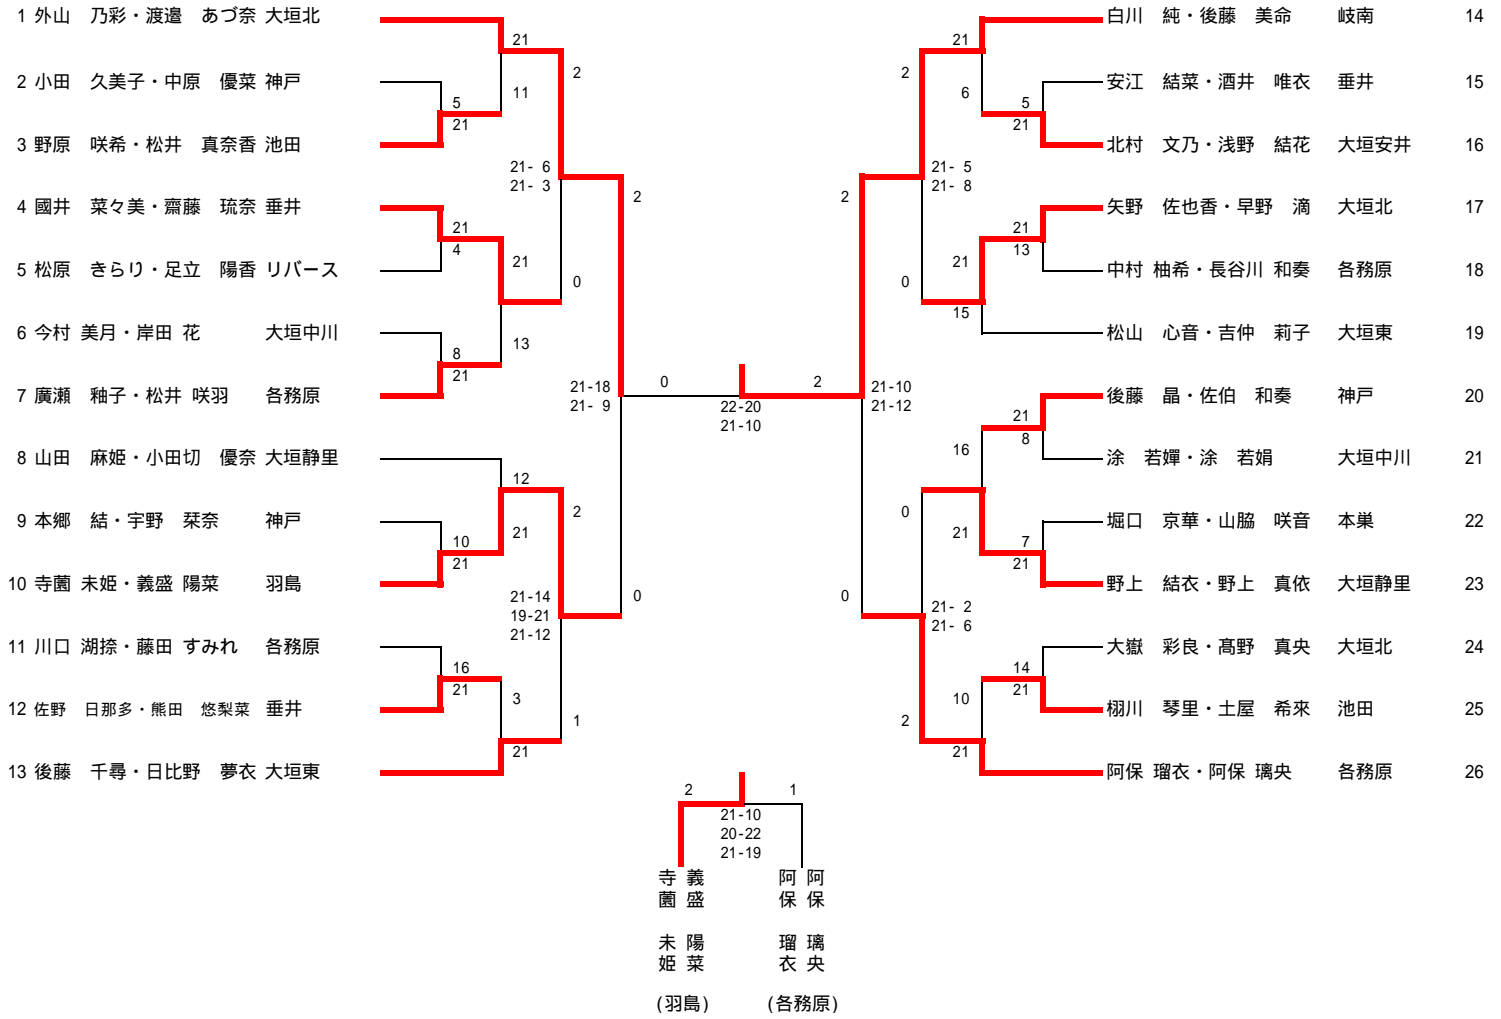 1 外山　乃彩・渡邉　あづ奈 大垣北
2 小田　久美子・中原　優菜 神戸
3 野原　咲希・松井　真奈香 池田
4 國井　菜々美・齋藤　琉奈 垂井
5 松原　きらり・足立　陽香 リバース
6 今村 美月・岸田 花 大垣中川
7 廣瀬　釉子・松井 咲羽 各務原
8 山田　麻姫・小田切　優奈 大垣静里
9 本郷　結・宇野　栞奈 神戸
10 寺薗 未姫・義盛 陽菜 羽島
11 川口 湖捺・藤田 すみれ 各務原
12 佐野　日那多・熊田　悠梨菜 垂井
13 後藤　千尋・日比野　夢衣 大垣東
21
11
5
21
2
21- 6
21- 3
21
4
21
0
8
21
13
2
21-18
21- 9
12
10
21
21
2
21-14
19-21
21-12
0
16
21
3
21
1
0
22-20
21-10
2
白川　純・後藤　美命 岐南 14
安江　結菜・酒井　唯衣 垂井 15
北村　文乃・浅野　結花 大垣安井 16
矢野　佐也香・早野　滴 大垣北 17
中村 柚希・長谷川 和奏 各務原 18
松山　心音・吉仲　莉子 大垣東 19
後藤　晶・佐伯　和奏 神戸 20
涂　若嬋・涂　若娟 大垣中川 21
堀口　京華・山脇　咲音 本巣 22
野上　結衣・野上　真依 大垣静里 23
大嶽　彩良・髙野　真央 大垣北 24
栩川　琴里・土屋　希來 池田 25
阿保 瑠衣・阿保 璃央 各務原 26
21
6
5
21
2
21- 5
21- 8
21
13
21
0
15
2
21-10
21-12
21
8
16
0
21
7
21
0
21- 2
21- 6
14
21
10
2
21
2
1
21-10
20-22
21-19
寺薗　未姫
義盛　陽菜
(羽島)
阿保　瑠衣
阿保　璃央
(各務原)